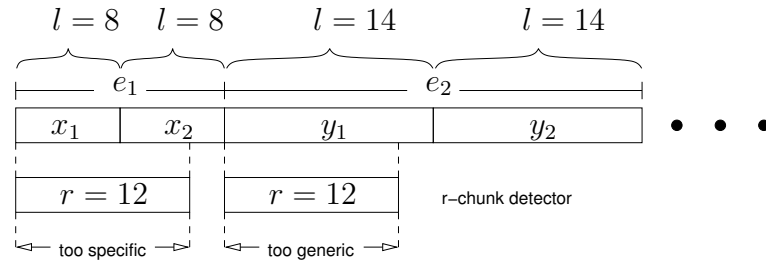 l = 8 l = 8 l = 14 l = 14
e₁ e₂
x₁ x₂ y₁ y₂ • • •
r = 12 r = 12 r−chunk detector
too specific too generic